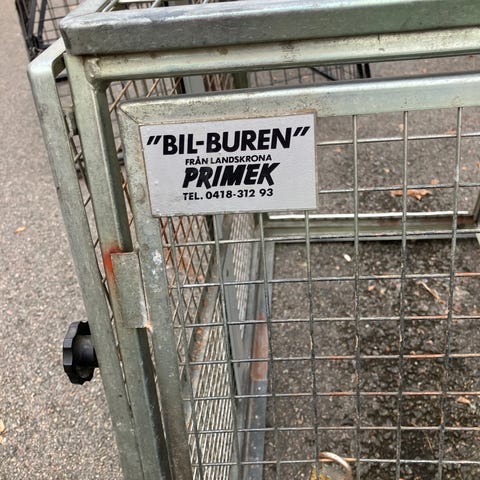 "BIL-BUREN"
FRÅN LANDSKRONA
PRIMEK
TEL. 0418-312 93